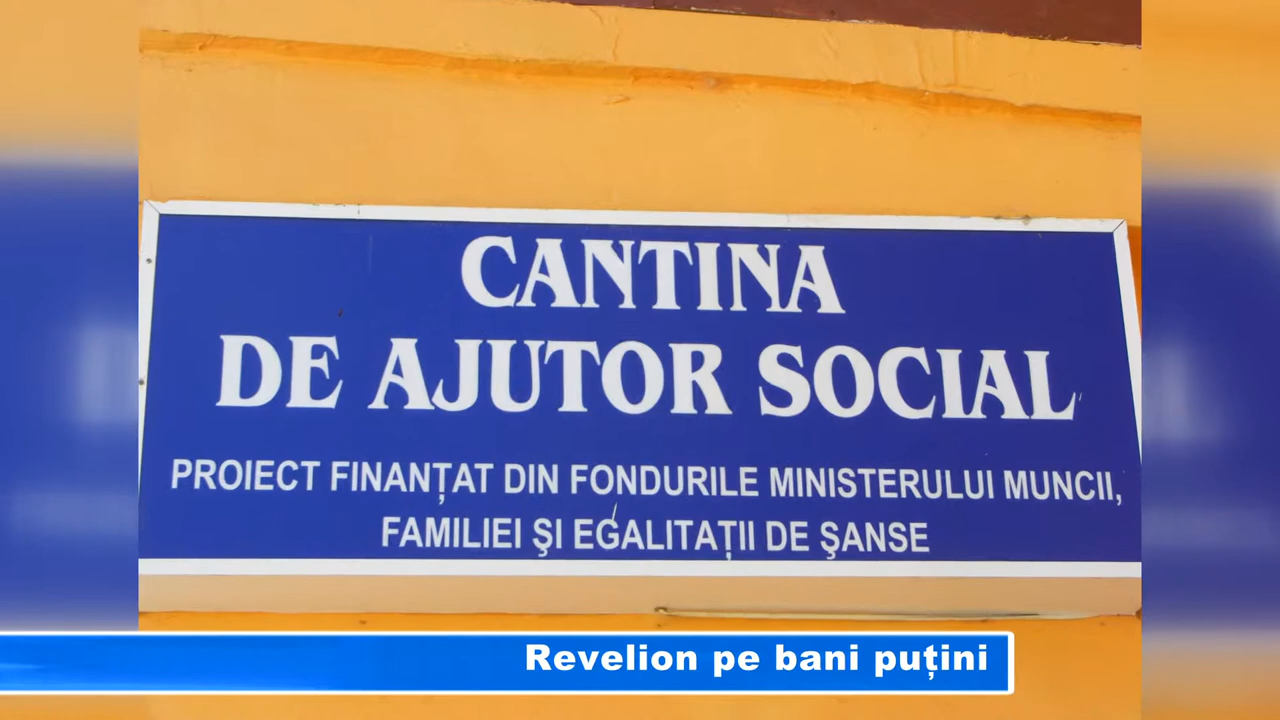 CANTINA
DE AJUTOR SOCIAL
PROIECT FINANȚAT DIN FONDURILE MINISTERULUI MUNCII,
FAMILIEI ŞI EGALITAȚII DE ŞANSE
Revelion pe bani puțini